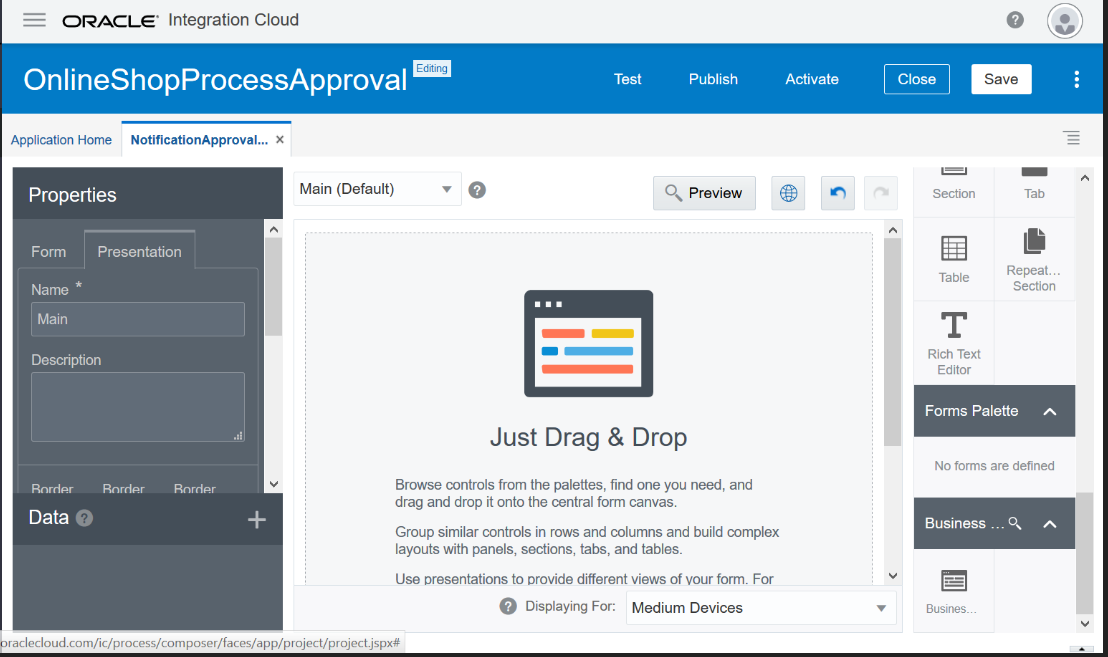 ORACLE Integration Cloud
OnlineShopProcessApproval Editing
Test Publish Activate Close Save
Application Home NotificationApproval... ×
Properties
Form Presentation
Name *
Main
Description
Border Border Border
Data ?
Main (Default) ?
Preview
Just Drag & Drop
Browse controls from the palettes, find one you need, and
drag and drop it onto the central form canvas.
Group similar controls in rows and columns and build complex
layouts with panels, sections, tabs, and tables.
Use presentations to provide different views of your form. For
? Displaying For: Medium Devices
Section Tab
Table Repeat...
Section
Rich Text
Editor
Forms Palette
No forms are defined
Business ...
Busines...
oraclecloud.com/ic/process/composer/faces/app/project/project.jspx#